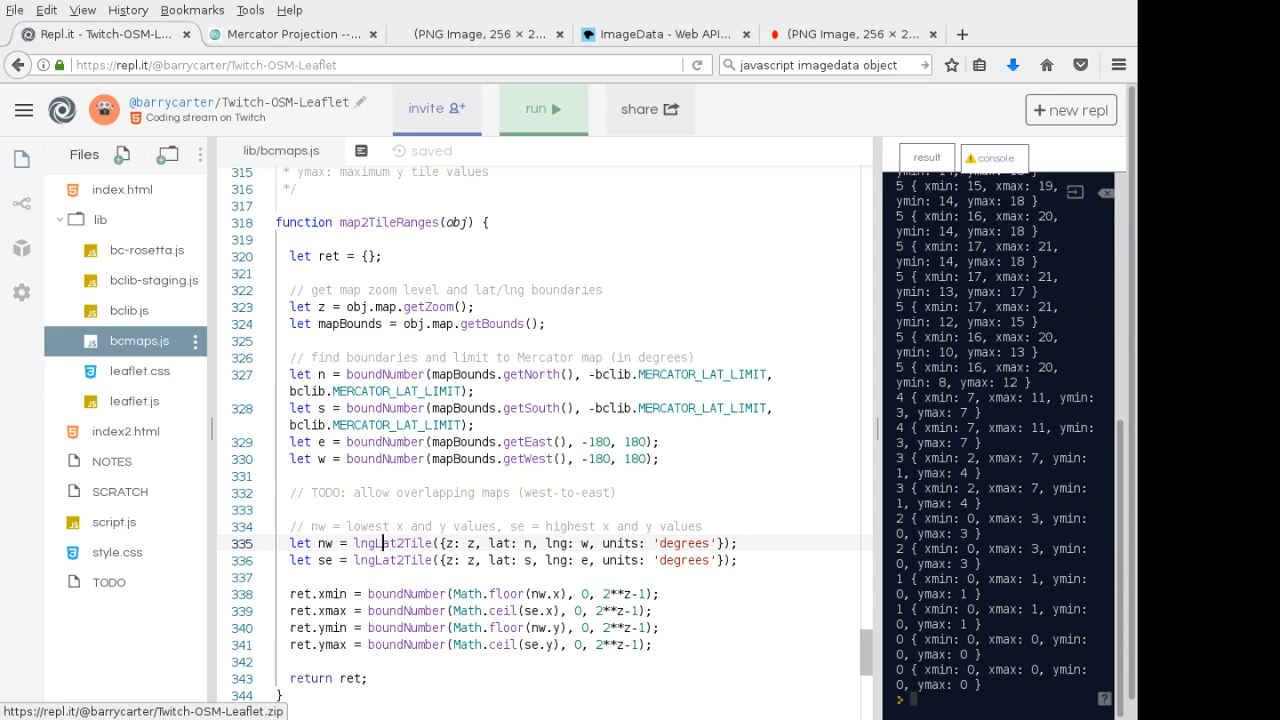 File Edit View History Bookmarks Tools Help
Repl.it - Twitch-OSM-L... × Mercator Projection --... × (PNG Image, 256 × 2... × ImageData - Web API... × (PNG Image, 256 × 2... × +
https://repl.it/@barrycarter/Twitch-OSM-Leaflet javascript imagedata object
@barrycarter/Twitch-OSM-Leaflet
Coding stream on Twitch
invite run share + new repl
Files
index.html
lib
bc-rosetta.js
bclib-staging.js
bclib.js
bcmaps.js
leaflet.css
leaflet.js
index2.html
NOTES
SCRATCH
script.js
style.css
TODO
lib/bcmaps.js saved
315 * ymax: maximum y tile values
316 */
317
318 function map2TileRanges(obj) {
319
320 let ret = {};
321
322 // get map zoom level and lat/lng boundaries
323 let z = obj.map.getZoom();
324 let mapBounds = obj.map.getBounds();
325
326 // find boundaries and limit to Mercator map (in degrees)
327 let n = boundNumber(mapBounds.getNorth(), -bclib.MERCATOR_LAT_LIMIT,
bclib.MERCATOR_LAT_LIMIT);
328 let s = boundNumber(mapBounds.getSouth(), -bclib.MERCATOR_LAT_LIMIT,
bclib.MERCATOR_LAT_LIMIT);
329 let e = boundNumber(mapBounds.getEast(), -180, 180);
330 let w = boundNumber(mapBounds.getWest(), -180, 180);
331
332 // TODO: allow overlapping maps (west-to-east)
333
334 // nw = lowest x and y values, se = highest x and y values
335 let nw = lngLat2Tile({z: z, lat: n, lng: w, units: 'degrees'});
336 let se = lngLat2Tile({z: z, lat: s, lng: e, units: 'degrees'});
337
338 ret.xmin = boundNumber(Math.floor(nw.x), 0, 2**z-1);
339 ret.xmax = boundNumber(Math.ceil(se.x), 0, 2**z-1);
340 ret.ymin = boundNumber(Math.floor(nw.y), 0, 2**z-1);
341 ret.ymax = boundNumber(Math.ceil(se.y), 0, 2**z-1);
342
343 return ret;
344 }
result console
5 { xmin: 15, xmax: 19,
ymin: 14, ymax: 18 }
5 { xmin: 16, xmax: 20,
ymin: 14, ymax: 18 }
5 { xmin: 17, xmax: 21,
ymin: 14, ymax: 18 }
5 { xmin: 17, xmax: 21,
ymin: 13, ymax: 17 }
5 { xmin: 17, xmax: 21,
ymin: 12, ymax: 15 }
5 { xmin: 16, xmax: 20,
ymin: 10, ymax: 13 }
5 { xmin: 16, xmax: 20,
ymin: 8, ymax: 12 }
4 { xmin: 7, xmax: 11, ymin:
3, ymax: 7 }
4 { xmin: 7, xmax: 11, ymin:
3, ymax: 7 }
3 { xmin: 2, xmax: 7, ymin:
1, ymax: 4 }
3 { xmin: 2, xmax: 7, ymin:
1, ymax: 4 }
2 { xmin: 0, xmax: 3, ymin:
0, ymax: 3 }
2 { xmin: 0, xmax: 3, ymin:
0, ymax: 3 }
1 { xmin: 0, xmax: 1, ymin:
0, ymax: 1 }
1 { xmin: 0, xmax: 1, ymin:
0, ymax: 1 }
0 { xmin: 0, xmax: 0, ymin:
0, ymax: 0 }
0 { xmin: 0, xmax: 0, ymin:
0, ymax: 0 }
https://repl.it/@barrycarter/Twitch-OSM-Leaflet.zip